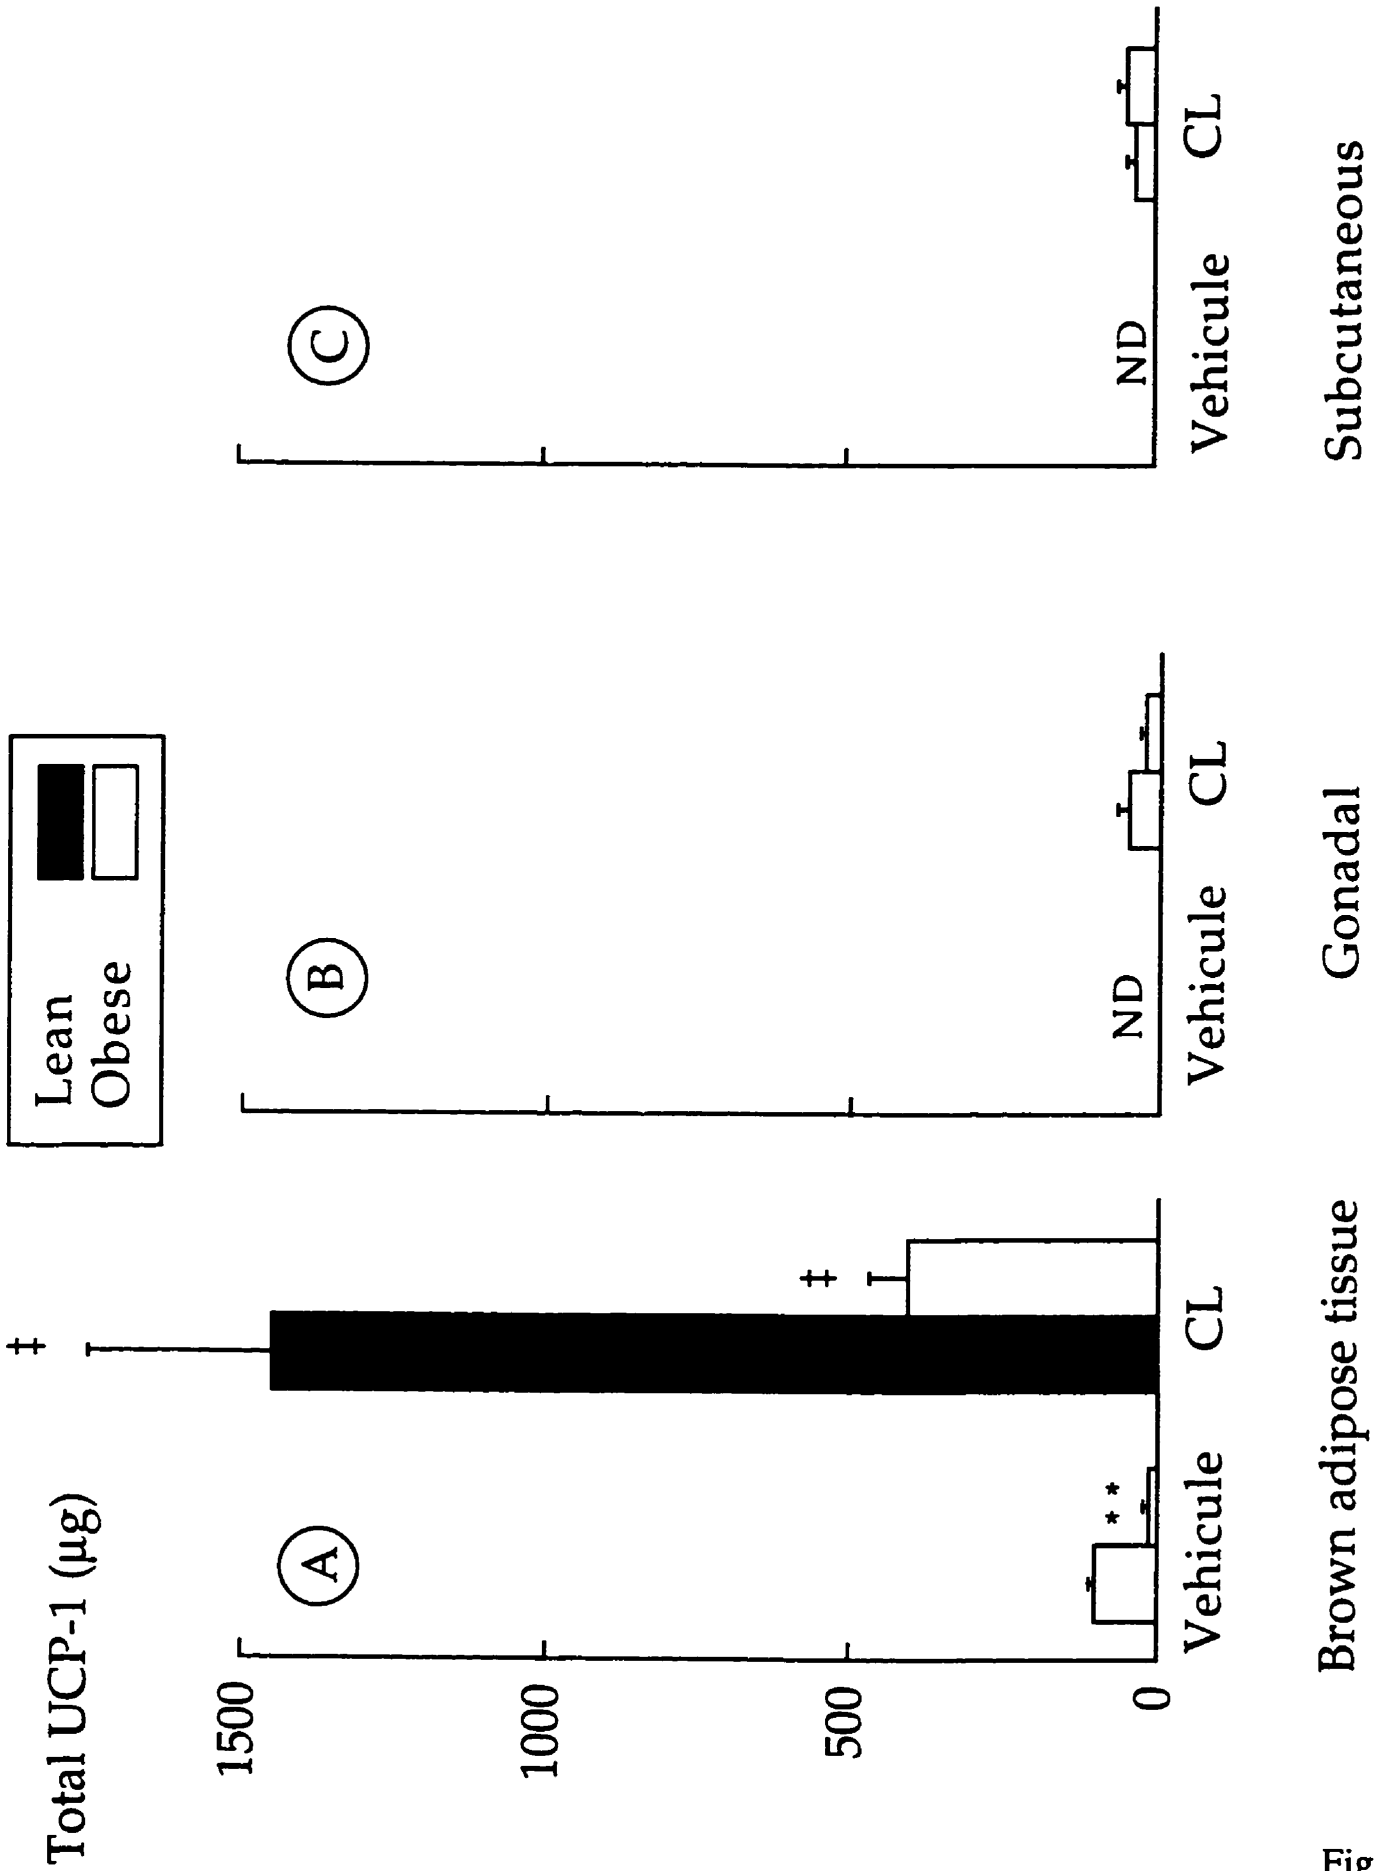 Total UCP-1 (µg)
Lean
Obese
‡
A
B
C
1500
1000
500
0
**
‡
ND
ND
Vehicule
CL
Vehicule
CL
Vehicule
CL
Brown adipose tissue
Gonadal
Subcutaneous
Fig